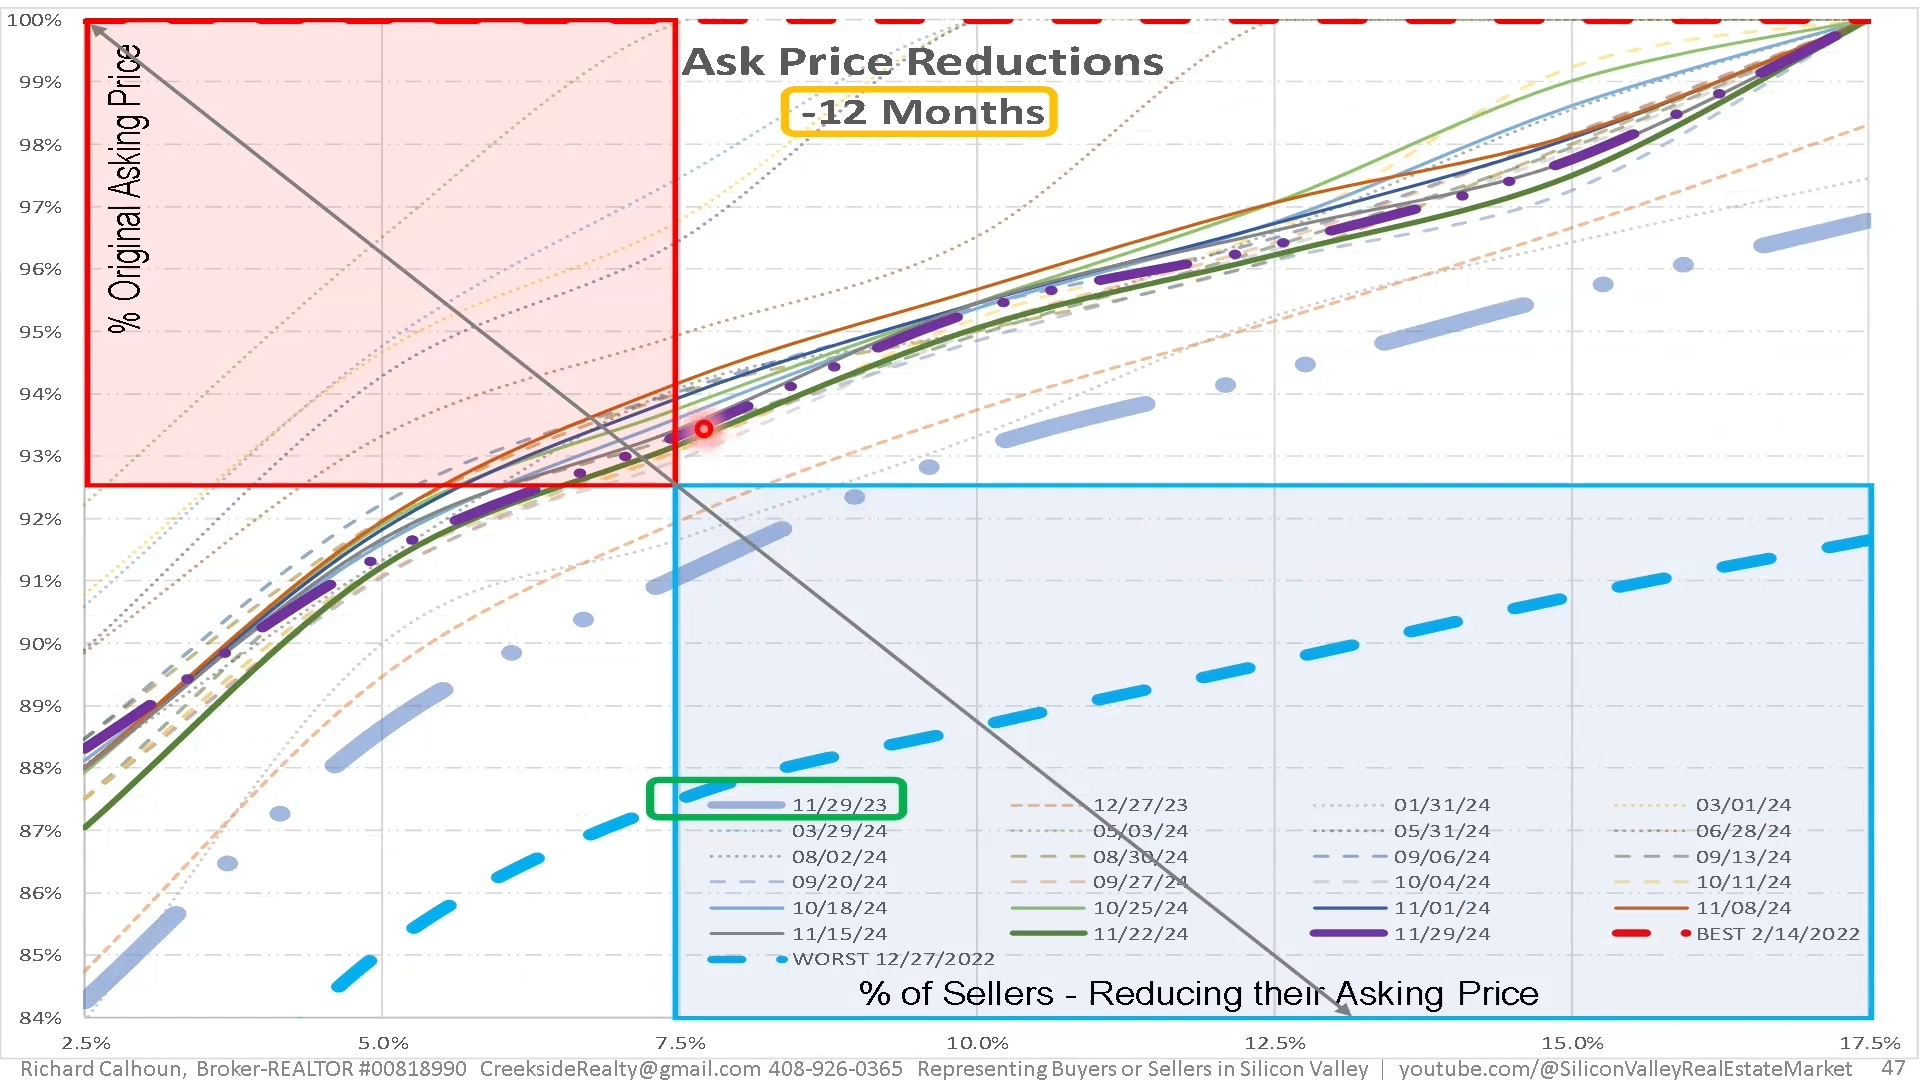 Ask Price Reductions
-12 Months
% Original Asking Price
100%
99%
98%
97%
96%
95%
94%
93%
92%
91%
90%
89%
88%
87%
86%
85%
84%
11/29/23 12/27/23 01/31/24 03/01/24
03/29/24 05/03/24 05/31/24 06/28/24
08/02/24 08/30/24 09/06/24 09/13/24
09/20/24 09/27/24 10/04/24 10/11/24
10/18/24 10/25/24 11/01/24 11/08/24
11/15/24 11/22/24 11/29/24 BEST 2/14/2022
WORST 12/27/2022
% of Sellers - Reducing their Asking Price
2.5% 5.0% 7.5% 10.0% 12.5% 15.0% 17.5%
Richard Calhoun, Broker-REALTOR #00818990 CreeksideRealty@gmail.com 408-926-0365 Representing Buyers or Sellers in Silicon Valley | youtube.com/@SiliconValleyRealEstateMarket 47